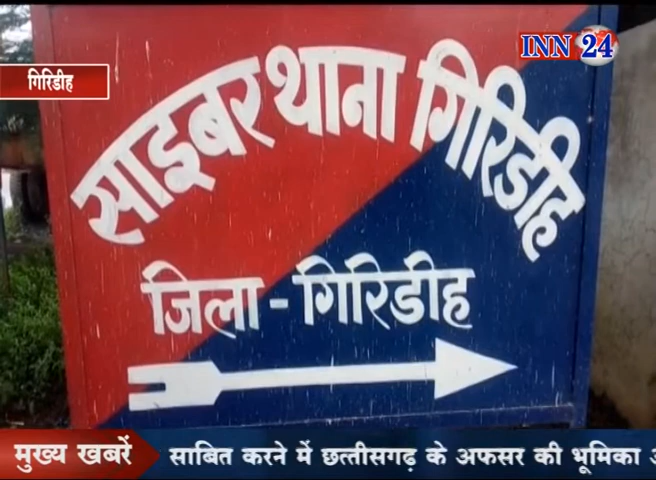 INN 24
गिरिडीह
साइबर थाना गिरिडीह
जिला - गिरिडीह
मुख्य खबरें
साबित करने में छत्तीसगढ़ के अफसर की भूमिका